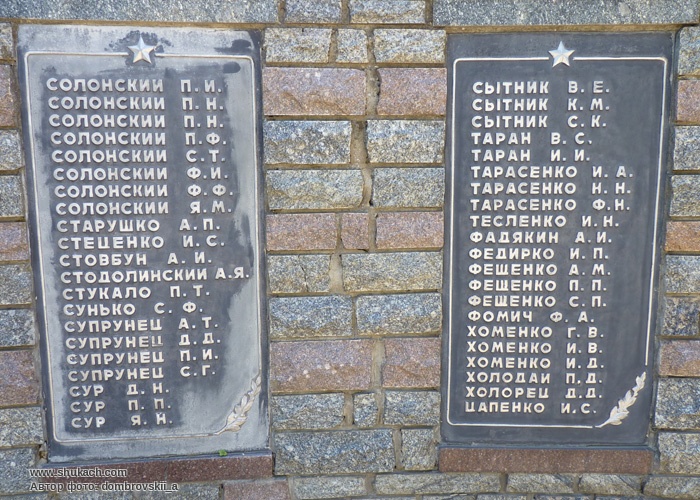 СОЛОНСКИЙ П. И.
СОЛОНСКИЙ П. Н.
СОЛОНСКИЙ П. Н.
СОЛОНСКИЙ П. Ф.
СОЛОНСКИЙ С. Т.
СОЛОНСКИЙ Ф. И.
СОЛОНСКИЙ Ф. Ф.
СОЛОНСКИЙ Я. М.
СТАРУШКО А. П.
СТЕЦЕНКО И. С.
СТОВБУН А. И.
СТОДОЛИНСКИЙ А. Я.
СТУКАЛО П. Т.
СУНЬКО С. Ф.
СУПРУНЕЦ А. Т.
СУПРУНЕЦ Д. Д.
СУПРУНЕЦ П. И.
СУПРУНЕЦ С. Г.
СУР Д. Н.
СУР П. П.
СУР Я. Н.
СЫТНИК В. Е.
СЫТНИК К. М.
СЫТНИК С. К.
ТАРАН В. С.
ТАРАН И. И.
ТАРАСЕНКО И. А.
ТАРАСЕНКО Н. Н.
ТАРАСЕНКО Ф. Н.
ТЕСЛЕНКО И. Н.
ФАДЯКИН А. И.
ФЕДИРКО И. П.
ФЕЩЕНКО А. М.
ФЕЩЕНКО П. П.
ФЕЩЕНКО С. П.
ФОМИЧ Ф. А.
ХОМЕНКО Г. В.
ХОМЕНКО И. В.
ХОМЕНКО И. Д.
ХОЛОДАЙ П. Д.
ХОЛОРЕЦ Д. Д.
ЦАПЕНКО И. С.
www.shukach.com
Автор фото: dombrovskii_a